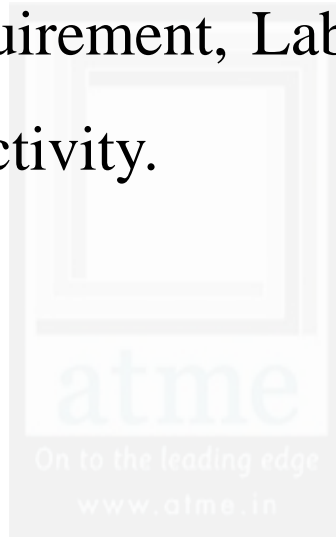 uirement, Lab
ctivity.
atme
On to the leading edge
www.atme.in